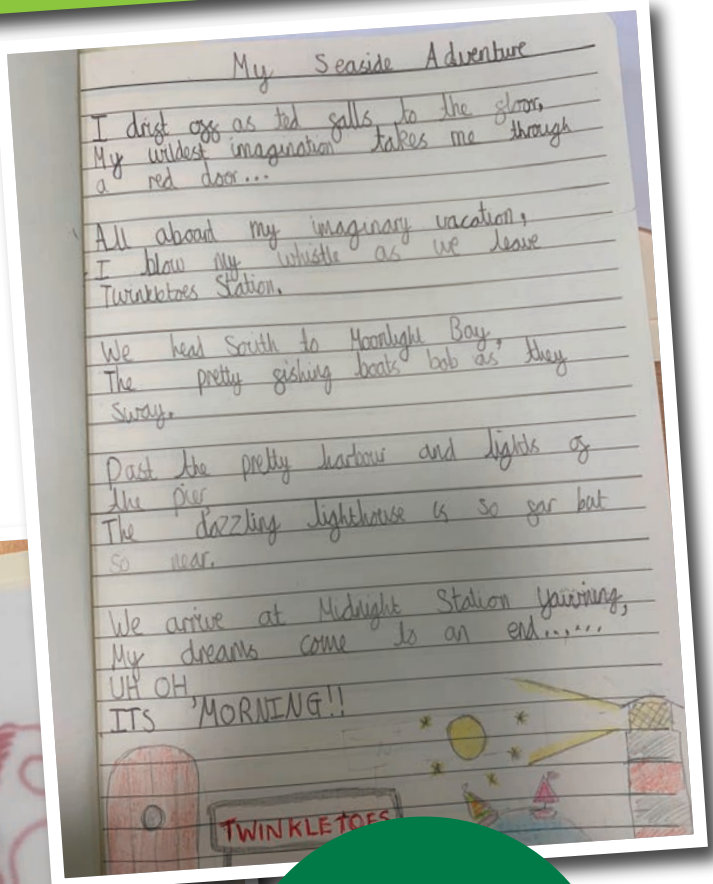 My Seaside Adventure
I drift off as ted falls to the floor,
My wildest imagination takes me through
a red door...
All aboard my imaginary vacation,
I blow my whistle as we leave
Twinkletoes Station.
We head South to Moonlight Bay,
The pretty fishing boats bob as they
sway.
Past the pretty harbour and lights of
the pier
The dazzling lighthouse is so far but
so near.
We arrive at Midnight Station yawning,
My dreams come to an end.......
UH OH
ITS MORNING!!
TWINKLETOES